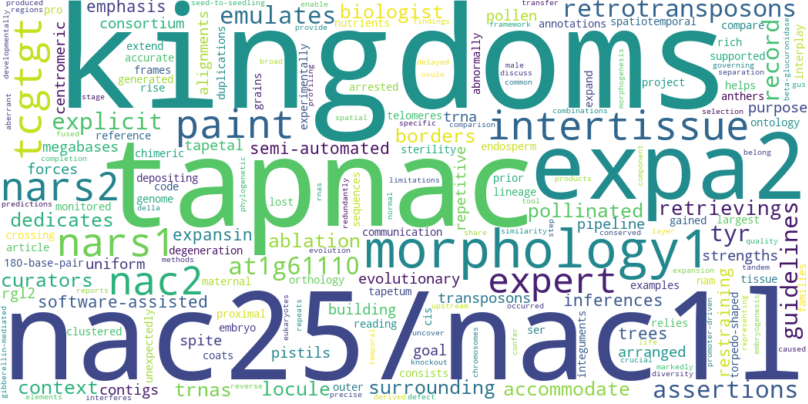 produced seed-to-seedling enable transfer
regions pro emphasis emulates biologist pollen retrotransposons
consortium nutrients findings annotations spatiotemporal
developmentally tcgtgt centromeric kingdoms provide framework compare interplay
extend accurate alignments duplications broad delayed ovule rich governing
frames generated rise grains experimentally profiling arrested male discuss common morphogenesis supported separation beta-glucuronidase
aberrant stage project expand helps gus record
explicit paint spatial telomeres trna specific intertissue anthers selection purpose
fused reference comparison borders combinations ontology
megabases chimeric tapetal semi-automated sterility endosperm belong
completion forces depositing tapnac repetitive prior products expa2
predictions nars2 monitored code phylogenetic lost redundantly sequences limitations lineage component
della genome rnas normal tool pollinated layer retrievings
crossing dedicates expansin ablation share similarity pipeline gained largest
article nars1 methods degeneration communication evolution step conserved tyr strengths quality
180-base-pair uniform at1g61110 morphology1 expansion nam tandem families
curators nac2 maternal evolutionary expert examples tissue guidelines
rgl2 reports orthology tapetum transposons upstream occurred inferences restraining
software-assisted proximal building cis ser trees life torpedo-shaped representing
clustered embryo repeats reading chromosomes uncover confer relies crucial embryogenesis promoter-driven
gibberellin-mediated unexpectedly spite coats eukaryotes temporal pistils goal knockout integuments arranged markedly diversity
nac25/nac1l
context contigs trnas locule outer precise surrounding consists derived defect accommodate caused assertions
elements interferes reverse abnormally